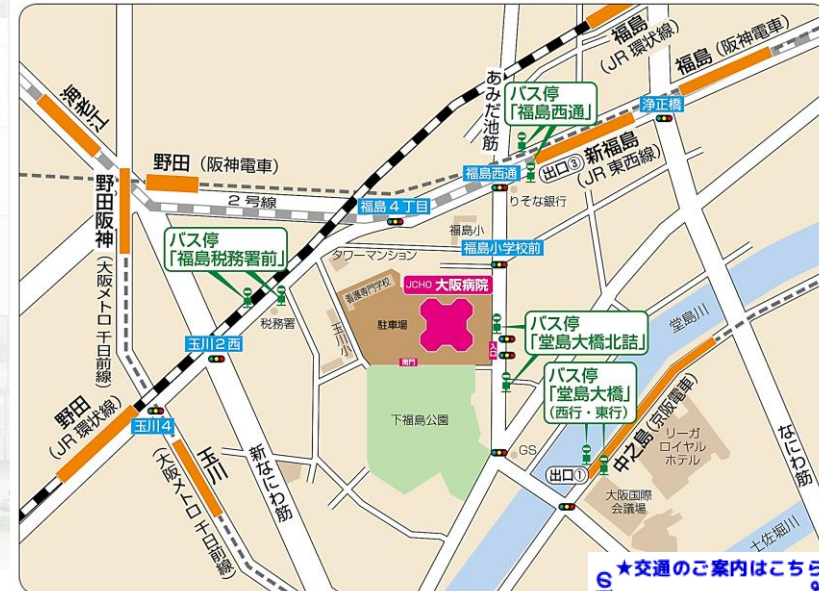 福島
(JR 環状線)
福島 (阪神電車)
浄正橋
あみだ池筋
バス停
「福島西通」
海老江
野田 (阪神電車)
出口③
新福島
(JR 東西線)
福島西通
りそな銀行
野田阪神
(大阪メトロ 千日前線)
2号線
福島4丁目
福島小
福島小学校前
バス停
「福島税務署前」
タワーマンション
看護専門学校
JCHO 大阪病院
税務署
玉川小
駐車場
入口
南門
バス停
「堂島大橋北詰」
堂島川
玉川2西
バス停
「堂島大橋」
(西行・東行)
中之島 (京阪電車)
下福島公園
野田
(JR 環状線)
玉川4
玉川
(大阪メトロ 千日前線)
新なにわ筋
GS
リーガ
ロイヤル
ホテル
なにわ筋
出口①
大阪国際
会議場
土佐堀川
★交通のご案内はこちら